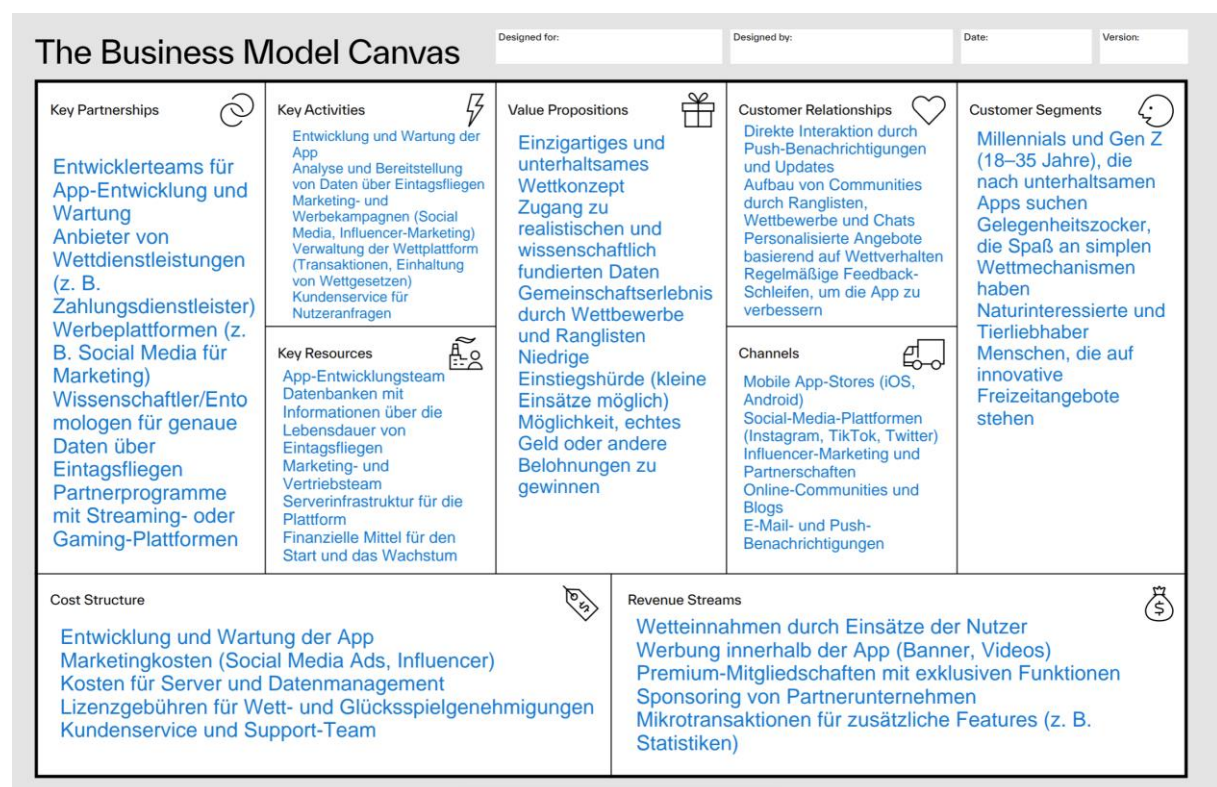 The Business Model Canvas
Designed for:
Designed by:
Date:
Version:
Key Partnerships
Entwicklerteams für
App-Entwicklung und
Wartung
Anbieter von
Wettdienstleistungen
(z. B.
Zahlungsdienstleister)
Werbeplattformen (z.
B. Social Media für
Marketing)
Wissenschaftler/Ento
mologen für genaue
Daten über
Eintagsfliegen
Partnerprogramme
mit Streaming- oder
Gaming-Plattformen
Key Activities
Entwicklung und Wartung der
App
Analyse und Bereitstellung
von Daten über Eintagsfliegen
Marketing- und
Werbekampagnen (Social
Media, Influencer-Marketing)
Verwaltung der Wettplattform
(Transaktionen, Einhaltung
von Wettgesetzen)
Kundenservice für
Nutzeranfragen
Key Resources
App-Entwicklungsteam
Datenbanken mit
Informationen über die
Lebensdauer von
Eintagsfliegen
Marketing- und
Vertriebsteam
Serverinfrastruktur für die
Plattform
Finanzielle Mittel für den
Start und das Wachstum
Value Propositions
Einzigartiges und
unterhaltsames
Wettkonzept
Zugang zu
realistischen und
wissenschaftlich
fundierten Daten
Gemeinschaftserlebnis
durch Wettbewerbe
und Ranglisten
Niedrige
Einstiegshürde (kleine
Einsätze möglich)
Möglichkeit, echtes
Geld oder andere
Belohnungen zu
gewinnen
Customer Relationships
Direkte Interaktion durch
Push-Benachrichtigungen
und Updates
Aufbau von Communities
durch Ranglisten,
Wettbewerbe und Chats
Personalisierte Angebote
basierend auf Wettverhalten
Regelmäßige Feedback-
Schleifen, um die App zu
verbessern
Channels
Mobile App-Stores (iOS,
Android)
Social-Media-Plattformen
(Instagram, TikTok, Twitter)
Influencer-Marketing und
Partnerschaften
Online-Communities und
Blogs
E-Mail- und Push-
Benachrichtigungen
Customer Segments
Millennials und Gen Z
(18–35 Jahre), die
nach unterhaltsamen
Apps suchen
Gelegenheitszocker,
die Spaß an simplen
Wettmechanismen
haben
Naturinteressierte und
Tierliebhaber
Menschen, die auf
innovative
Freizeitangebote
stehen
Cost Structure
Entwicklung und Wartung der App
Marketingkosten (Social Media Ads, Influencer)
Kosten für Server und Datenmanagement
Lizenzgebühren für Wett- und Glücksspielgenehmigungen
Kundenservice und Support-Team
Revenue Streams
Wetteinnahmen durch Einsätze der Nutzer
Werbung innerhalb der App (Banner, Videos)
Premium-Mitgliedschaften mit exklusiven Funktionen
Sponsoring von Partnerunternehmen
Mikrotransaktionen für zusätzliche Features (z. B.
Statistiken)